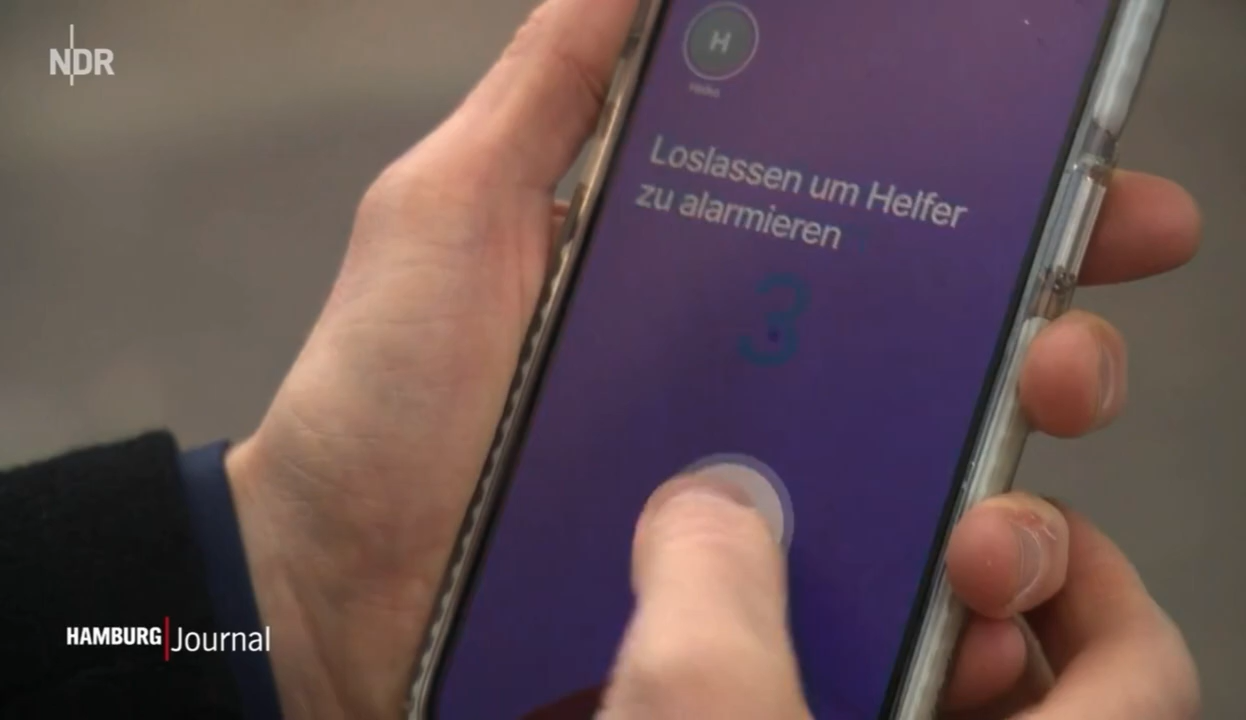 NDR
H
Loslassen um Helfer
zu alarmieren
3
HAMBURG Journal